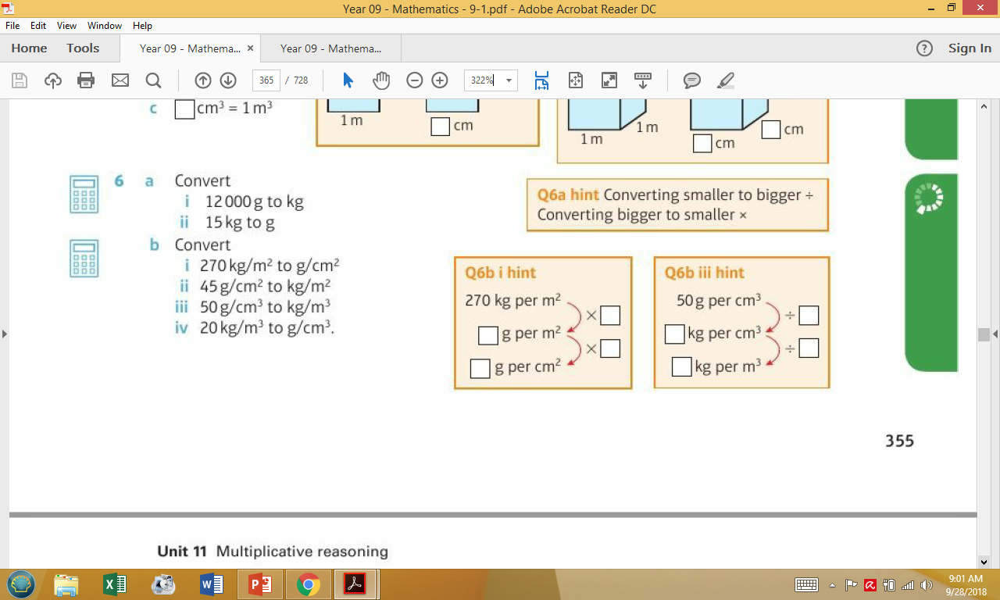 Year 09 - Mathematics - 9-1.pdf - Adobe Acrobat Reader DC
File Edit View Window Help
Home Tools Year 09 - Mathema... × Year 09 - Mathema... ? Sign In
365 / 728 322%
c □ cm³ = 1 m³
1 m □ cm
1 m 1 m □ cm □ cm
6 a Convert
i 12 000 g to kg
ii 15 kg to g
Q6a hint Converting smaller to bigger ÷
Converting bigger to smaller ×
b Convert
i 270 kg/m² to g/cm²
ii 45 g/cm² to kg/m²
iii 50 g/cm³ to kg/m³
iv 20 kg/m³ to g/cm³.
Q6b i hint
270 kg per m²
× □
□ g per m²
× □
□ g per cm²
Q6b iii hint
50 g per cm³
÷ □
□ kg per cm³
÷ □
□ kg per m³
355
Unit 11 Multiplicative reasoning
9:01 AM
9/28/2018